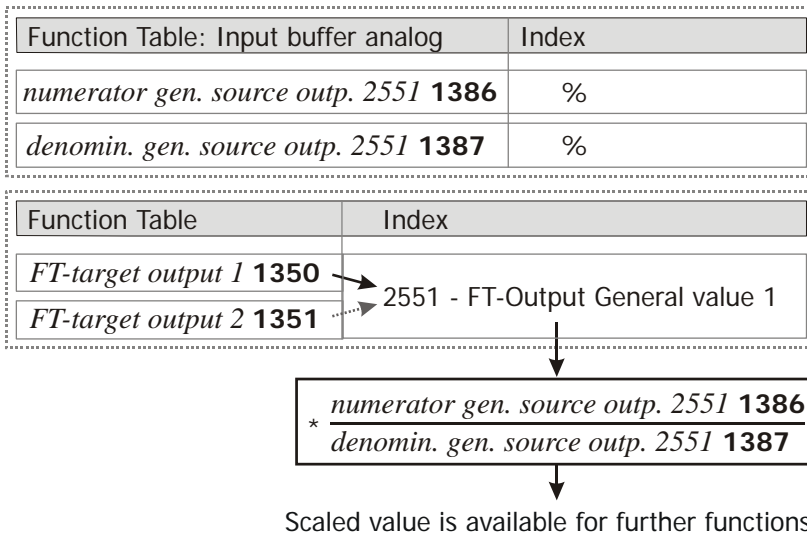 Function Table: Input buffer analog Index
numerator gen. source outp. 2551 1386 %
denomin. gen. source outp. 2551 1387 %
Function Table Index
FT-target output 1 1350
2551 - FT-Output General value 1
FT-target output 2 1351
numerator gen. source outp. 2551 1386
*
denomin. gen. source outp. 2551 1387
Scaled value is available for further functions